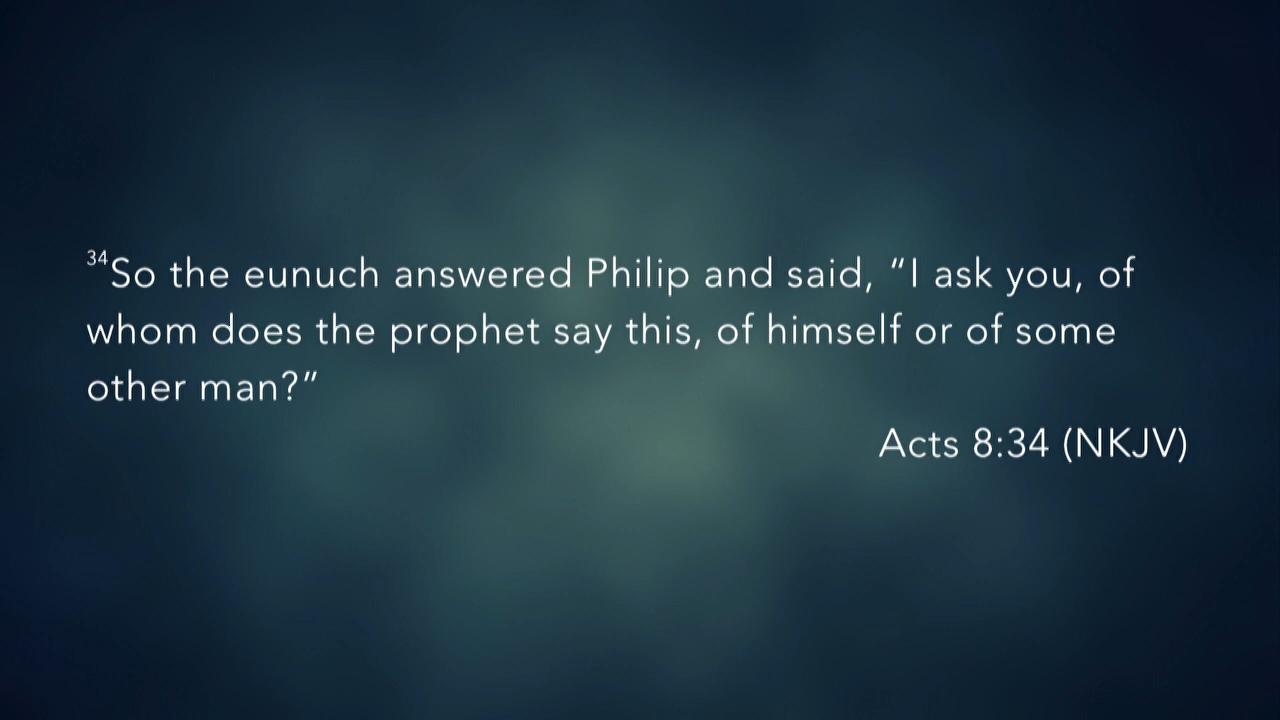 ³⁴So the eunuch answered Philip and said, “I ask you, of
whom does the prophet say this, of himself or of some
other man?”
Acts 8:34 (NKJV)